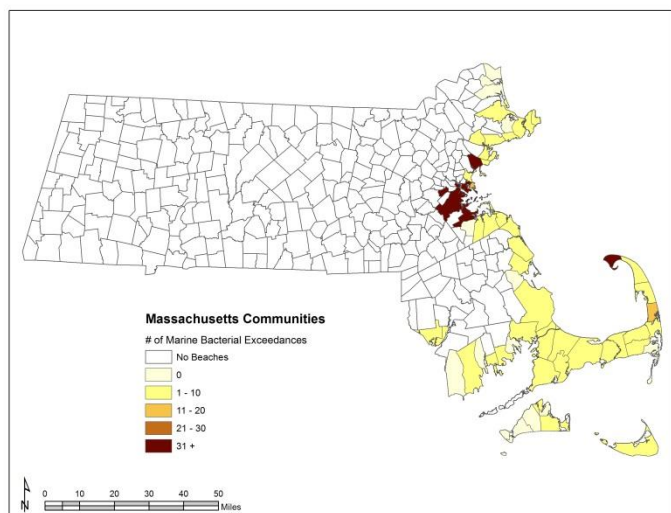 Massachusetts Communities
# of Marine Bacterial Exceedances
No Beaches
0
1 - 10
11 - 20
21 - 30
31 +
N
0 10 20 30 40 50
Miles